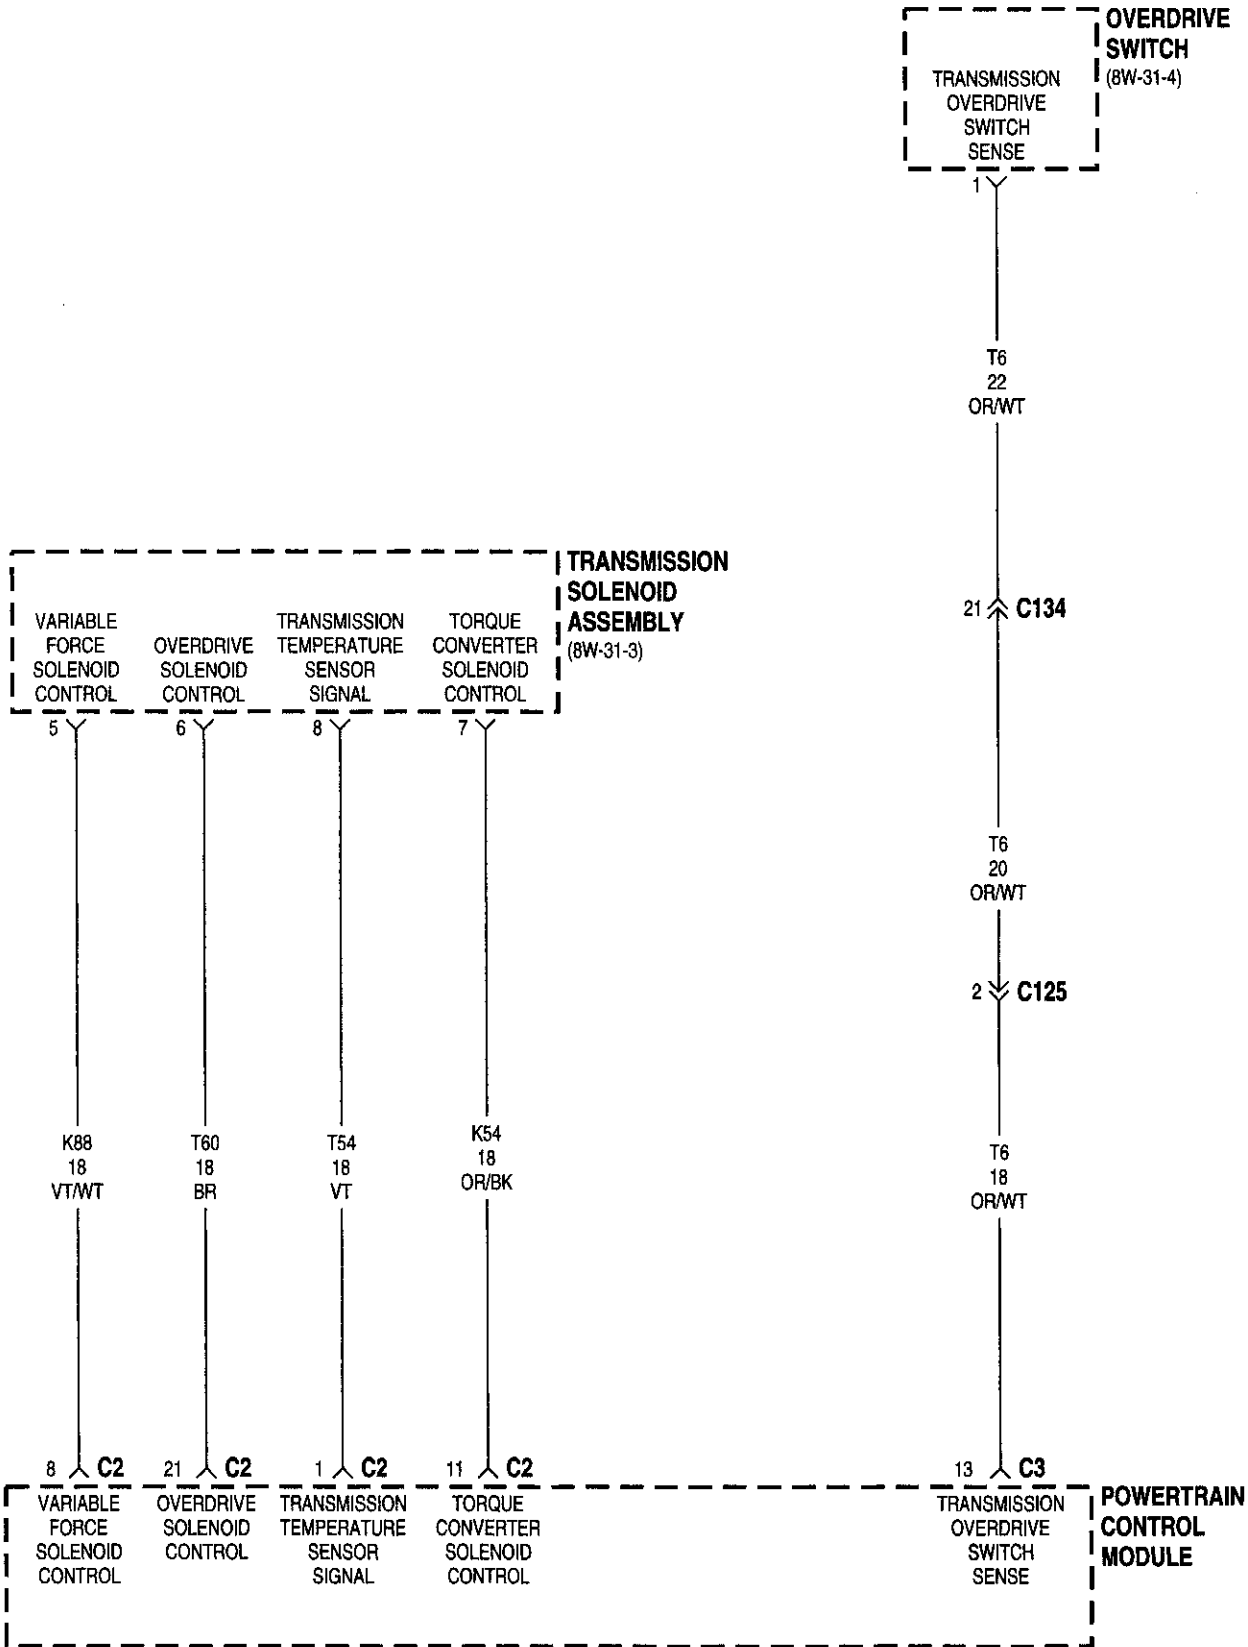 OVERDRIVE
SWITCH
(8W-31-4)
TRANSMISSION
OVERDRIVE
SWITCH
SENSE
1
T6
22
OR/WT
TRANSMISSION
SOLENOID
ASSEMBLY
(8W-31-3)
VARIABLE
FORCE
SOLENOID
CONTROL
OVERDRIVE
SOLENOID
CONTROL
TRANSMISSION
TEMPERATURE
SENSOR
SIGNAL
TORQUE
CONVERTER
SOLENOID
CONTROL
21 C134
5 6 8 7
T6
20
OR/WT
2 C125
K88
18
VT/WT
T60
18
BR
T54
18
VT
K54
18
OR/BK
T6
18
OR/WT
8 C2 21 C2 1 C2 11 C2 13 C3
VARIABLE
FORCE
SOLENOID
CONTROL
OVERDRIVE
SOLENOID
CONTROL
TRANSMISSION
TEMPERATURE
SENSOR
SIGNAL
TORQUE
CONVERTER
SOLENOID
CONTROL
TRANSMISSION
OVERDRIVE
SWITCH
SENSE
POWERTRAIN
CONTROL
MODULE